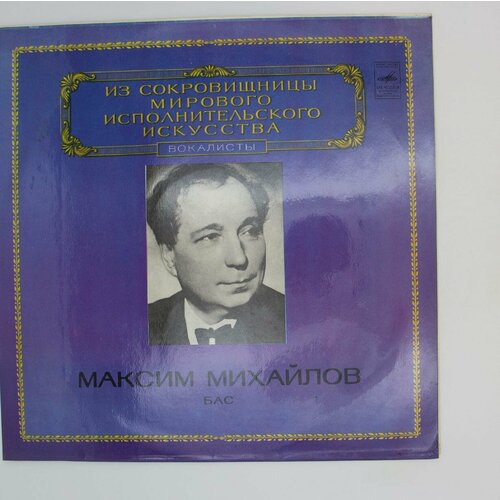 ИЗ СОКРОВИЩНИЦЫ
МИРОВОГО
ИСПОЛНИТЕЛЬСКОГО
ИСКУССТВА
ВОКАЛИСТЫ
МАКСИМ МИХАЙЛОВ
БАС